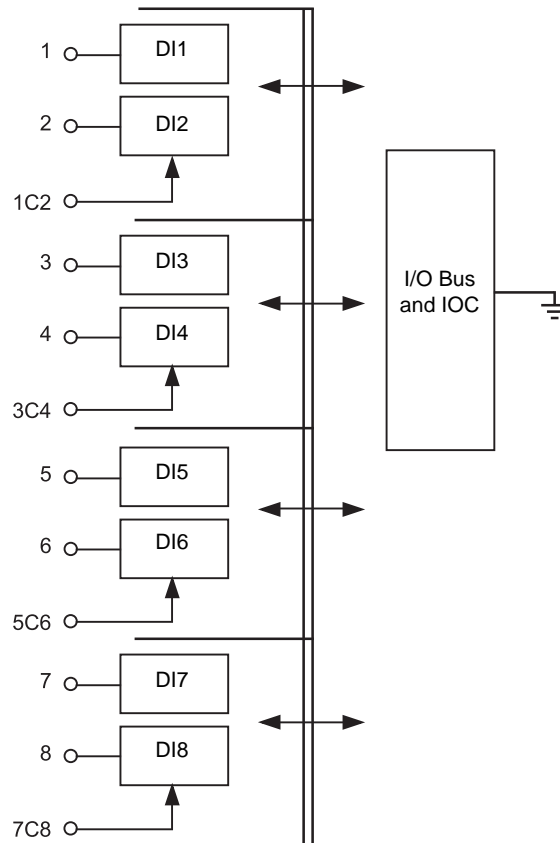 1
DI1
2
DI2
1C2
3
DI3
I/O Bus
and IOC
4
DI4
3C4
5
DI5
6
DI6
5C6
7
DI7
8
DI8
7C8